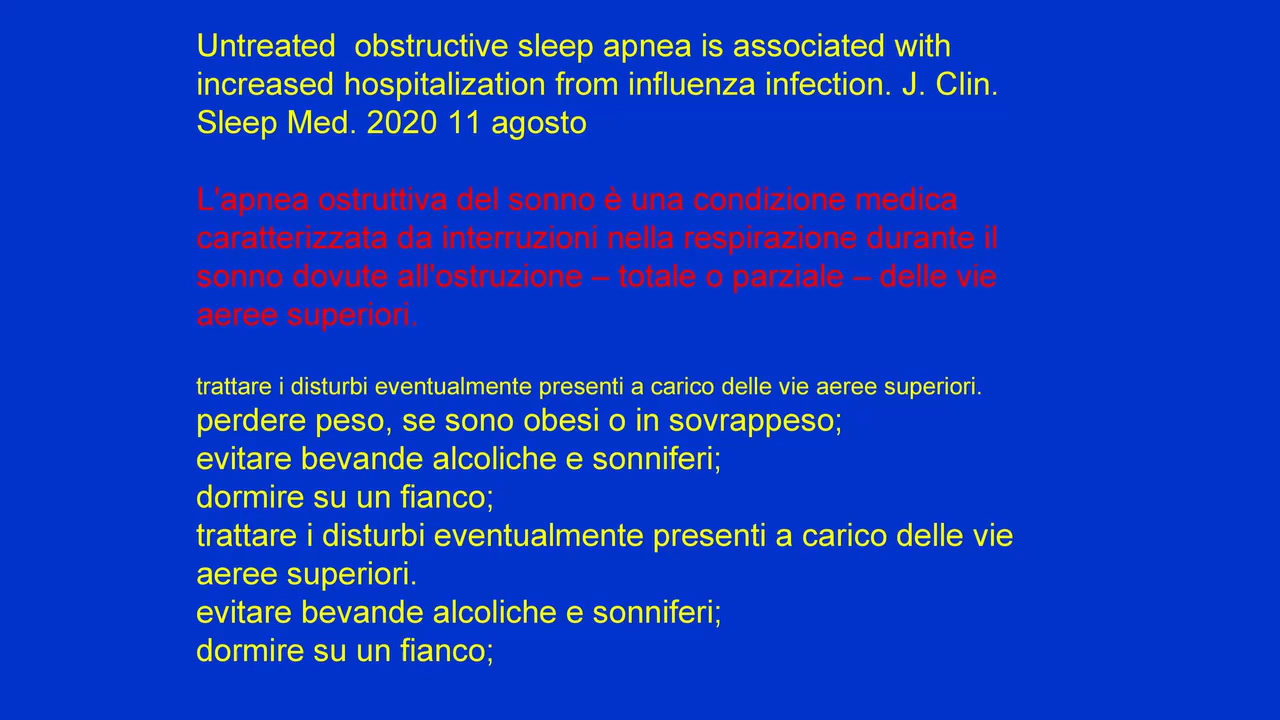 Untreated  obstructive sleep apnea is associated with
increased hospitalization from influenza infection. J. Clin.
Sleep Med. 2020 11 agosto
L'apnea ostruttiva del sonno è una condizione medica
caratterizzata da interruzioni nella respirazione durante il
sonno dovute all'ostruzione – totale o parziale – delle vie
aeree superiori.
trattare i disturbi eventualmente presenti a carico delle vie aeree superiori.
perdere peso, se sono obesi o in sovrappeso;
evitare bevande alcoliche e sonniferi;
dormire su un fianco;
trattare i disturbi eventualmente presenti a carico delle vie
aeree superiori.
evitare bevande alcoliche e sonniferi;
dormire su un fianco;